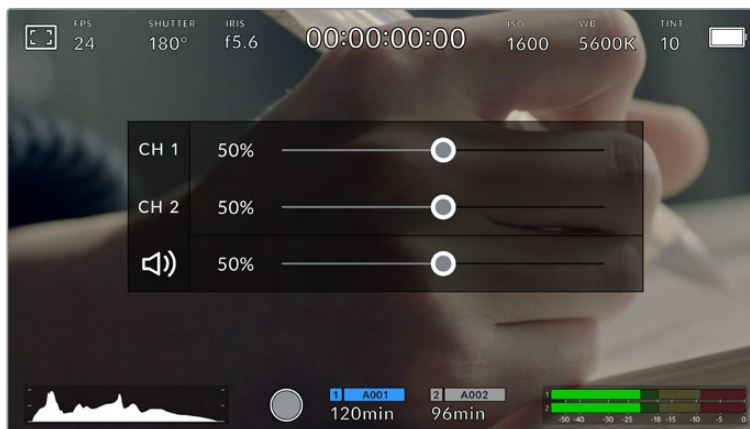 FPS SHUTTER IRIS ISO WB TINT
24 180° f5.6 00:00:00:00 1600 5600K 10
CH 1 50%
CH 2 50%
50%
1 A001 2 A002
120min 96min
1
2
-50 -40 -30 -25 -18 -15 -10 -5 0